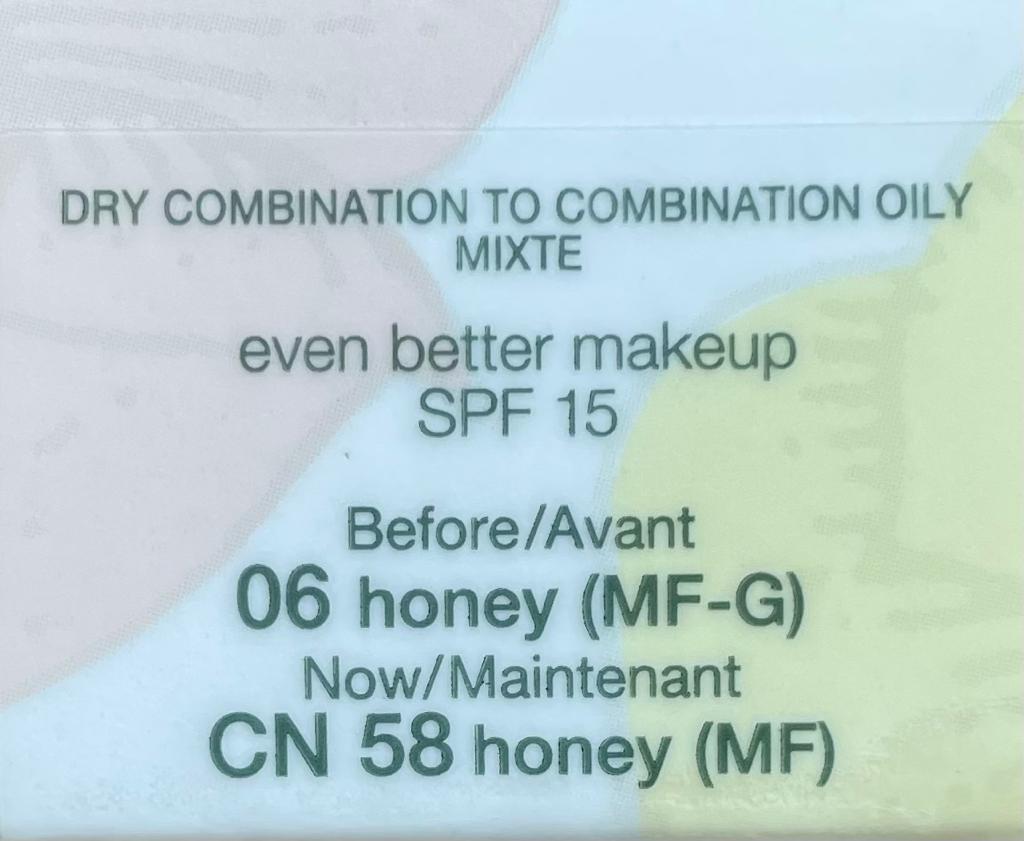 DRY COMBINATION TO COMBINATION OILY
MIXTE
even better makeup
SPF 15
Before/Avant
06 honey (MF-G)
Now/Maintenant
CN 58 honey (MF)